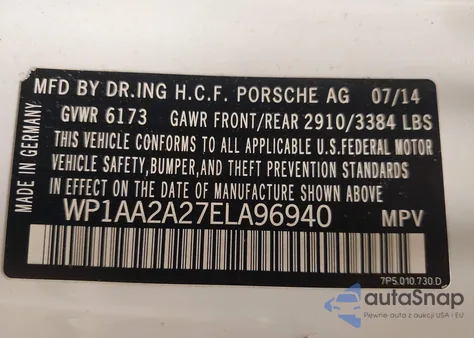 MFD BY DR.ING H.C.F. PORSCHE AG 07/14
GVWR 6173 GAWR FRONT/REAR 2910/3384 LBS
THIS VEHICLE CONFORMS TO ALL APPLICABLE U.S.FEDERAL MOTOR
VEHICLE SAFETY,BUMPER,AND THEFT PREVENTION STANDARDS
IN EFFECT ON THE DATE OF MANUFACTURE SHOWN ABOVE.
WP1AA2A27ELA96940 MPV
MADE IN GERMANY
7P5.010.730.D
autoSnap
Pewne auta z aukcji USA i EU